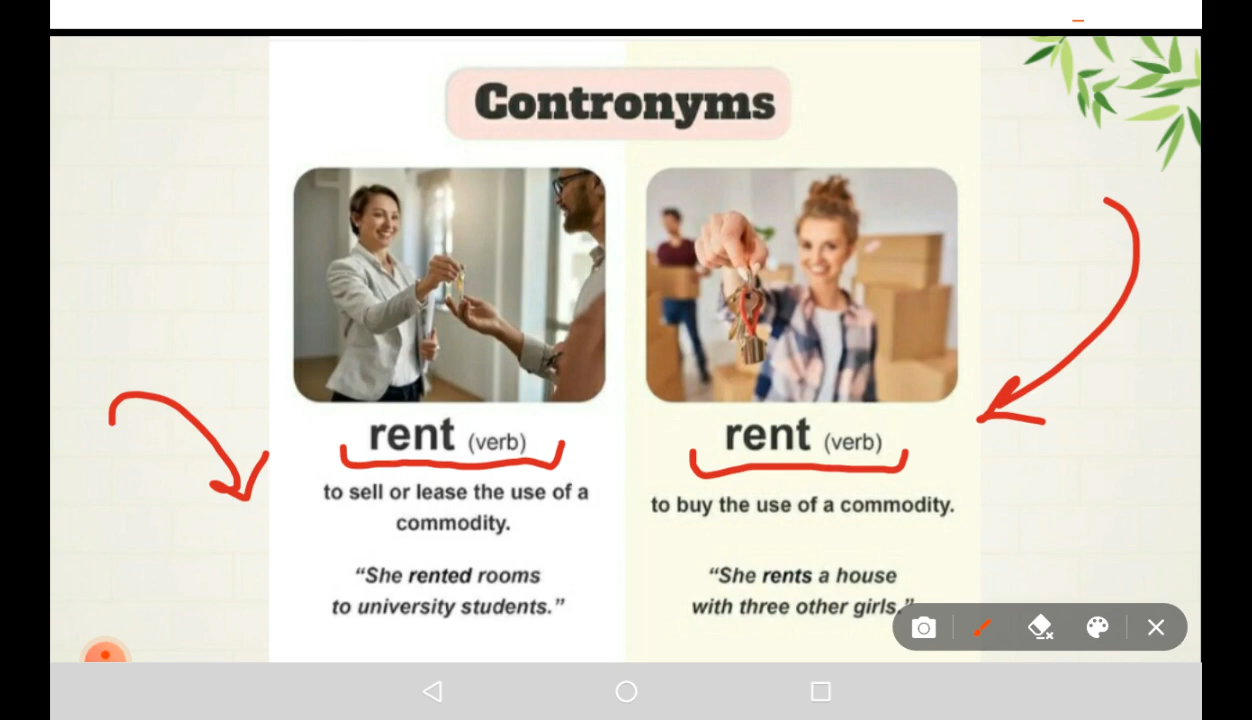 Contronyms
rent (verb)
to sell or lease the use of a
commodity.
“She rented rooms
to university students.”
rent (verb)
to buy the use of a commodity.
“She rents a house
with three other girls.”